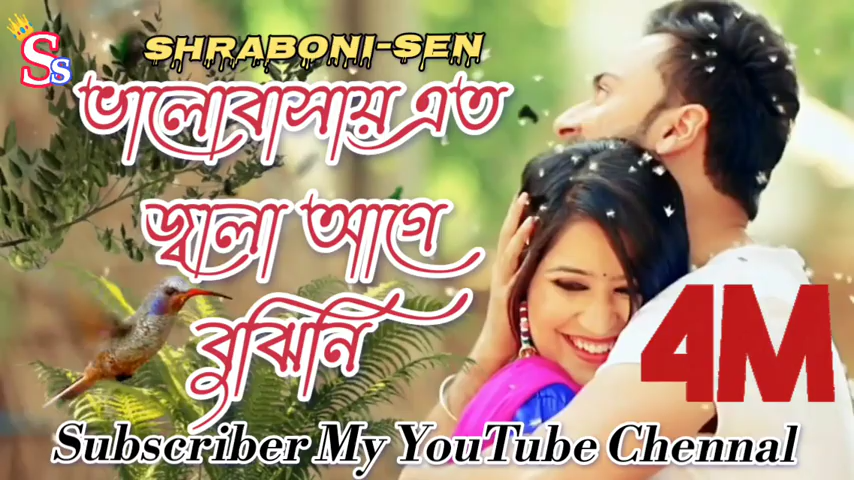 Ss
SHRABONI-SEN
ভালোবাসায় এত
জ্বালা আগে
বুঝিনি
4M
Subscriber My YouTube Chennal